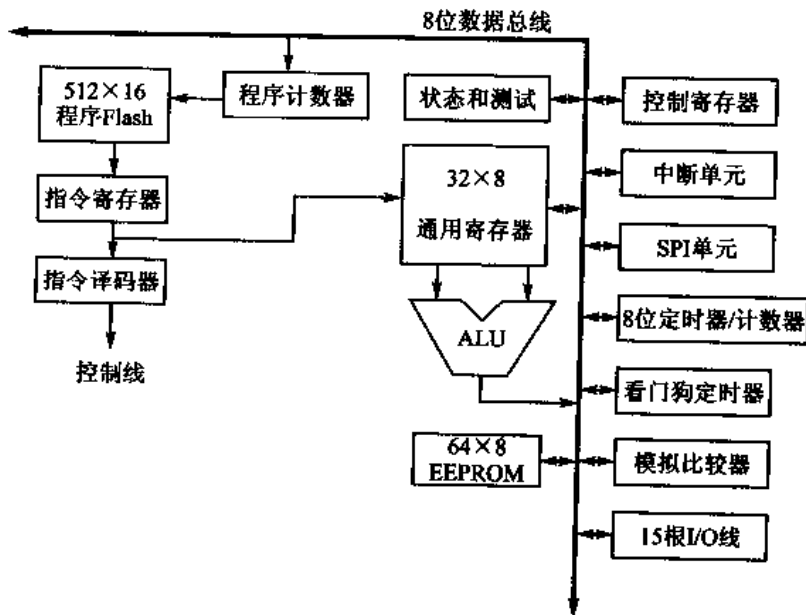 8位数据总线
512×16
程序Flash
程序计数器
状态和测试
控制寄存器
指令寄存器
32×8
通用寄存器
中断单元
指令译码器
SPI单元
ALU
8位定时器/计数器
控制线
看门狗定时器
64×8
EEPROM
模拟比较器
15根I/O线